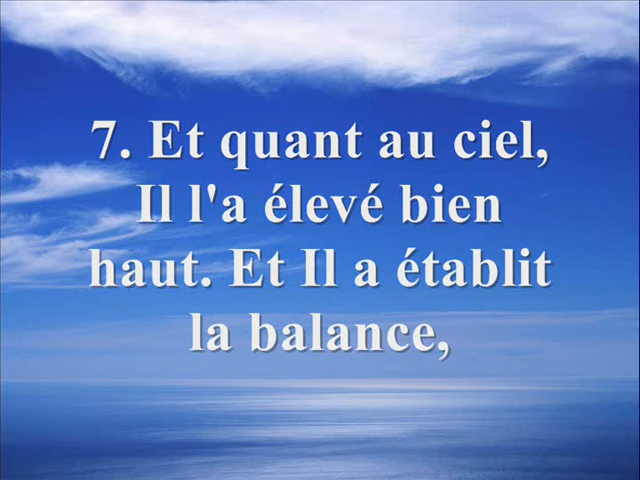 7. Et quant au ciel,
Il l'a élevé bien
haut. Et Il a établit
la balance,